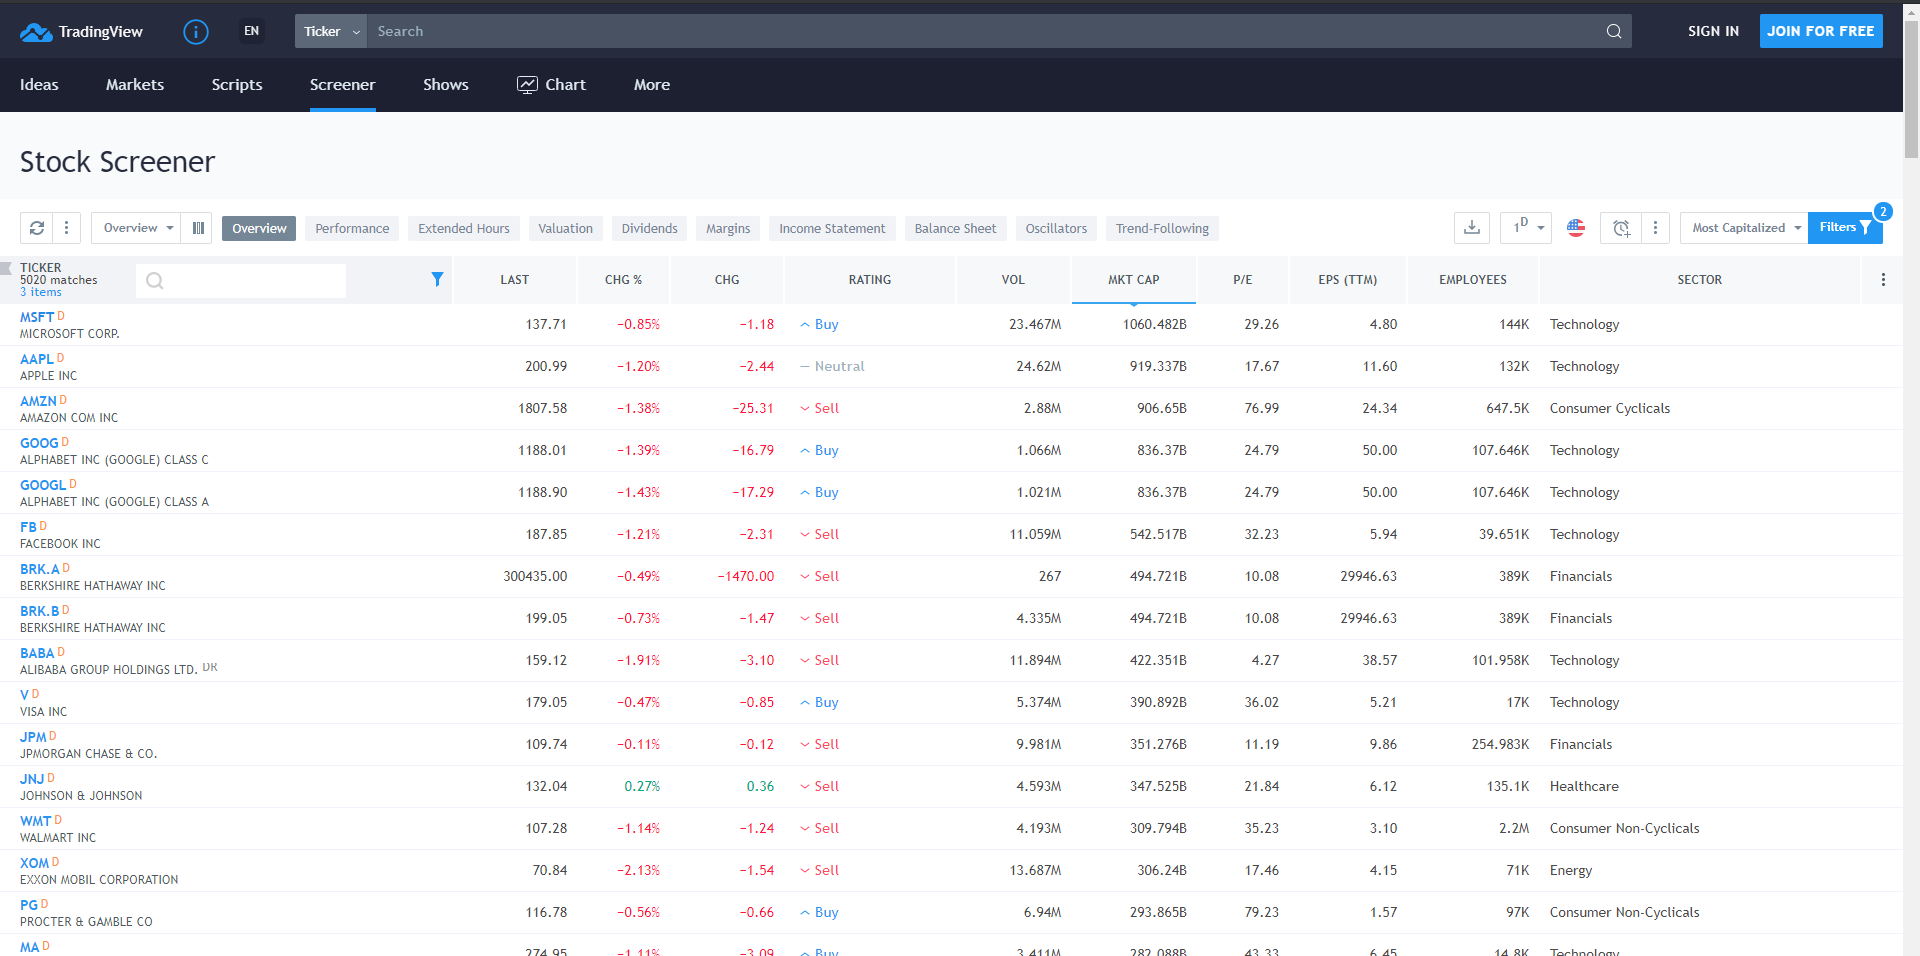 TradingView EN Ticker Search SIGN IN JOIN FOR FREE
Ideas Markets Scripts Screener Shows Chart More
Stock Screener
Overview Overview Performance Extended Hours Valuation Dividends Margins Income Statement Balance Sheet Oscillators Trend-Following 1D Most Capitalized Filters 2
TICKER LAST CHG % CHG RATING VOL MKT CAP P/E EPS (TTM) EMPLOYEES SECTOR
5020 matches
3 items
MSFT D 137.71 −0.85% −1.18 Buy 23.467M 1060.482B 29.26 4.80 144K Technology
MICROSOFT CORP.
AAPL D 200.99 −1.20% −2.44 — Neutral 24.62M 919.337B 17.67 11.60 132K Technology
APPLE INC
AMZN D 1807.58 −1.38% −25.31 Sell 2.88M 906.65B 76.99 24.34 647.5K Consumer Cyclicals
AMAZON COM INC
GOOG D 1188.01 −1.39% −16.79 Buy 1.066M 836.37B 24.79 50.00 107.646K Technology
ALPHABET INC (GOOGLE) CLASS C
GOOGL D 1188.90 −1.43% −17.29 Buy 1.021M 836.37B 24.79 50.00 107.646K Technology
ALPHABET INC (GOOGLE) CLASS A
FB D 187.85 −1.21% −2.31 Sell 11.059M 542.517B 32.23 5.94 39.651K Technology
FACEBOOK INC
BRK.A D 300435.00 −0.49% −1470.00 Sell 267 494.721B 10.08 29946.63 389K Financials
BERKSHIRE HATHAWAY INC
BRK.B D 199.05 −0.73% −1.47 Sell 4.335M 494.721B 10.08 29946.63 389K Financials
BERKSHIRE HATHAWAY INC
BABA D 159.12 −1.91% −3.10 Sell 11.894M 422.351B 4.27 38.57 101.958K Technology
ALIBABA GROUP HOLDINGS LTD. DR
V D 179.05 −0.47% −0.85 Buy 5.374M 390.892B 36.02 5.21 17K Technology
VISA INC
JPM D 109.74 −0.11% −0.12 Sell 9.981M 351.276B 11.19 9.86 254.983K Financials
JPMORGAN CHASE & CO.
JNJ D 132.04 0.27% 0.36 Sell 4.593M 347.525B 21.84 6.12 135.1K Healthcare
JOHNSON & JOHNSON
WMT D 107.28 −1.14% −1.24 Sell 4.193M 309.794B 35.23 3.10 2.2M Consumer Non-Cyclicals
WALMART INC
XOM D 70.84 −2.13% −1.54 Sell 13.687M 306.24B 17.46 4.15 71K Energy
EXXON MOBIL CORPORATION
PG D 116.78 −0.56% −0.66 Buy 6.94M 293.865B 79.23 1.57 97K Consumer Non-Cyclicals
PROCTER & GAMBLE CO
MA D 274.95 −1.11% −3.09 Buy 3.411M 282.088B 43.33 6.45 14.8K Technology